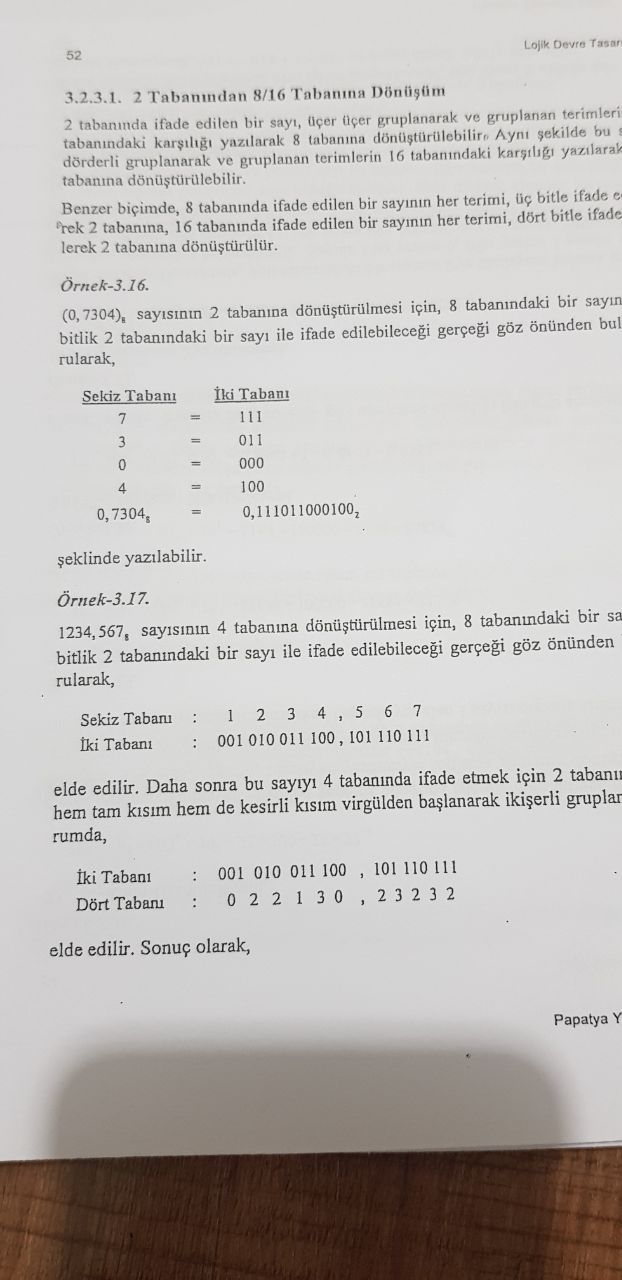 52
Lojik Devre Tasar
3.2.3.1. 2 Tabanından 8/16 Tabanına Dönüşüm
2 tabanında ifade edilen bir sayı, üçer üçer gruplanarak ve gruplanan terimleri
tabanındaki karşılığı yazılarak 8 tabanına dönüştürülebilir. Aynı şekilde bu s
dörderli gruplanarak ve gruplanan terimlerin 16 tabanındaki karşılığı yazılarak
tabanına dönüştürülebilir.
Benzer biçimde, 8 tabanında ifade edilen bir sayının her terimi, üç bitle ifade e
rek 2 tabanına, 16 tabanında ifade edilen bir sayının her terimi, dört bitle ifade
lerek 2 tabanına dönüştürülür.
Örnek-3.16.
(0,7304)₈ sayısının 2 tabanına dönüştürülmesi için, 8 tabanındaki bir sayın
bitlik 2 tabanındaki bir sayı ile ifade edilebileceği gerçeği göz önünden bul
rularak,
Sekiz Tabanı İki Tabanı
7 = 111
3 = 011
0 = 000
4 = 100
0,7304₈ = 0,111011000100₂
şeklinde yazılabilir.
Örnek-3.17.
1234,567₈ sayısının 4 tabanına dönüştürülmesi için, 8 tabanındaki bir sa
bitlik 2 tabanındaki bir sayı ile ifade edilebileceği gerçeği göz önünden
rularak,
Sekiz Tabanı : 1 2 3 4 , 5 6 7
İki Tabanı : 001 010 011 100 , 101 110 111
elde edilir. Daha sonra bu sayıyı 4 tabanında ifade etmek için 2 tabanı
hem tam kısım hem de kesirli kısım virgülden başlanarak ikişerli gruplar
rumda,
İki Tabanı : 001 010 011 100 , 101 110 111
Dört Tabanı : 0 2 2 1 3 0 , 2 3 2 3 2
elde edilir. Sonuç olarak,
Papatya Y